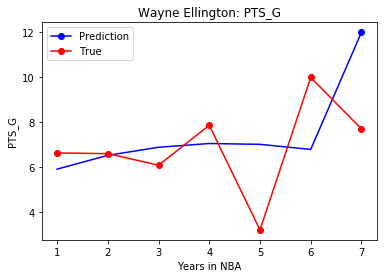 Wayne Ellington: PTS_G
Prediction
True
PTS_G
12
10
8
6
4
1 2 3 4 5 6 7
Years in NBA